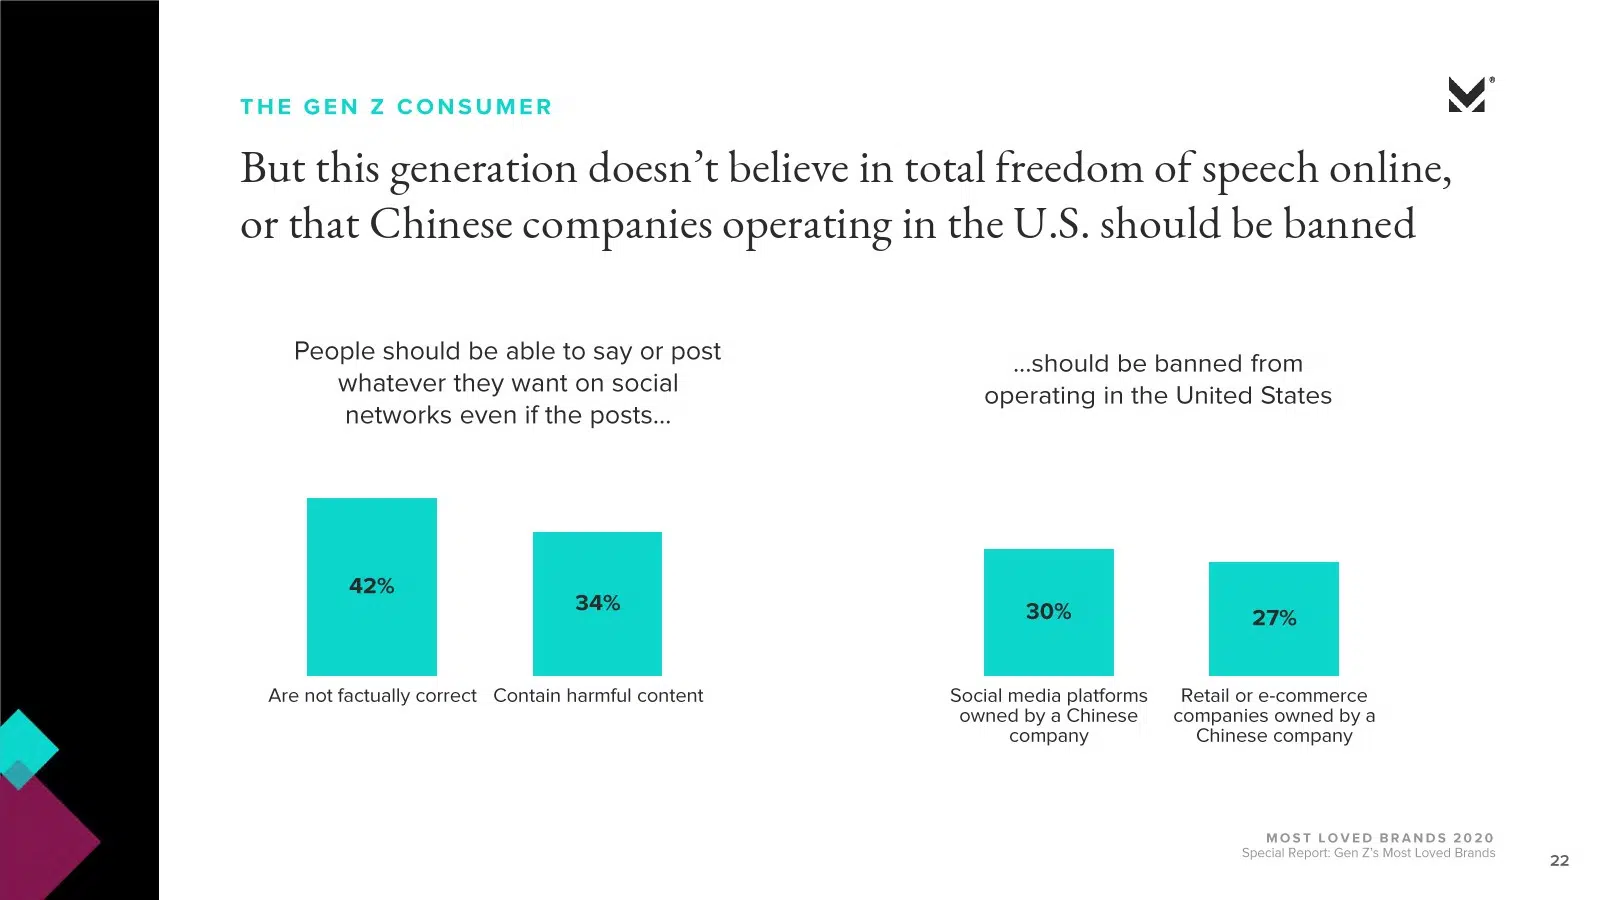 THE GEN Z CONSUMER
®
But this generation doesn’t believe in total freedom of speech online,
or that Chinese companies operating in the U.S. should be banned
People should be able to say or post
whatever they want on social
networks even if the posts...
42%
34%
Are not factually correct
Contain harmful content
...should be banned from
operating in the United States
30%
27%
Social media platforms
owned by a Chinese
company
Retail or e-commerce
companies owned by a
Chinese company
MOST LOVED BRANDS 2020
Special Report: Gen Z’s Most Loved Brands
22